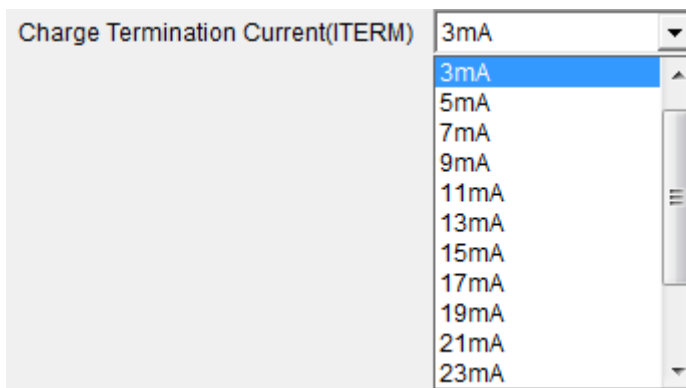 Charge Termination Current(ITERM) 3mA
3mA
5mA
7mA
9mA
11mA
13mA
15mA
17mA
19mA
21mA
23mA